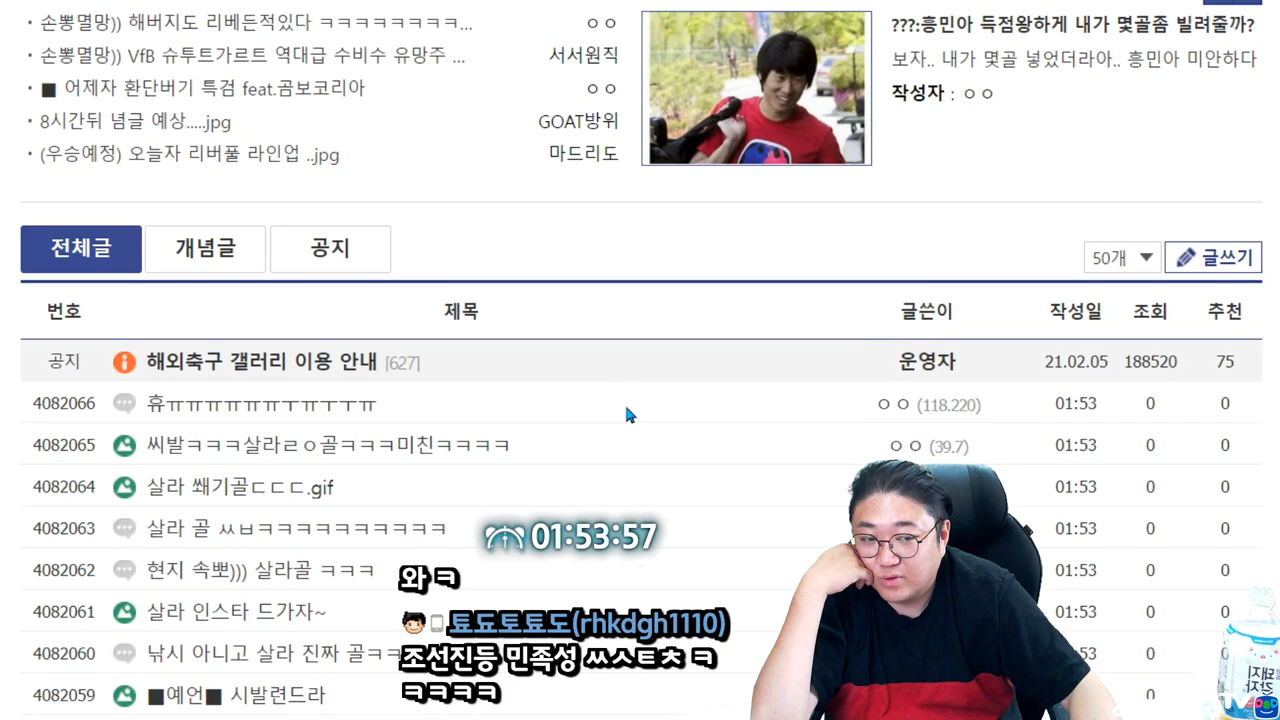 · 손뽕멸망)) 해버지도 리베든적있다 ㅋㅋㅋㅋㅋㅋㅋㅋ... ㅇㅇ
· 손뽕멸망)) VfB 슈투트가르트 역대급 수비수 유망주 ... 서서원직
· ■ 어제자 환단버기 특검 feat.곰보코리아 ㅇㅇ
· 8시간뒤 념글 예상.....jpg GOAT방위
· (우승예정) 오늘자 리버풀 라인업 ..jpg 마드리도
???:흥민아 득점왕하게 내가 몇골좀 빌려줄까?
보자.. 내가 몇골 넣었더라아.. 흥민아 미안하다
작성자 : ㅇㅇ
전체글 개념글 공지
50개 글쓰기
번호 제목 글쓴이 작성일 조회 추천
공지 해외축구 갤러리 이용 안내 [627] 운영자 21.02.05 188520 75
4082066 휴ㅠㅠㅠㅠㅠㅠㅜㅠㅜㅜㅠ ㅇㅇ (118.220) 01:53 0 0
4082065 씨발ㅋㅋㅋ살라ㄹㅇ골ㅋㅋㅋ미친ㅋㅋㅋㅋ ㅇㅇ (39.7) 01:53 0 0
4082064 살라 쐐기골ㄷㄷㄷ.gif 01:53 0 0
4082063 살라 골 ㅆㅂㅋㅋㅋㅋㅋㅋㅋㅋㅋㅋ 01:53 0 0
01:53:57
4082062 현지 속뽀))) 살라골 ㅋㅋㅋ 01:53 0 0
와 ㅋ
4082061 살라 인스타 드가자~ 01:53 0 0
툐됴토툐도(rhkdgh1110)
4082060 낚시 아니고 살라 진짜 골ㅋㅋ 53 0 0
조선진등 민족성 ㅆㅅㅌㅊ ㅋ
ㅋㅋㅋㅋ
4082059 ■예언■ 시발련드라 0